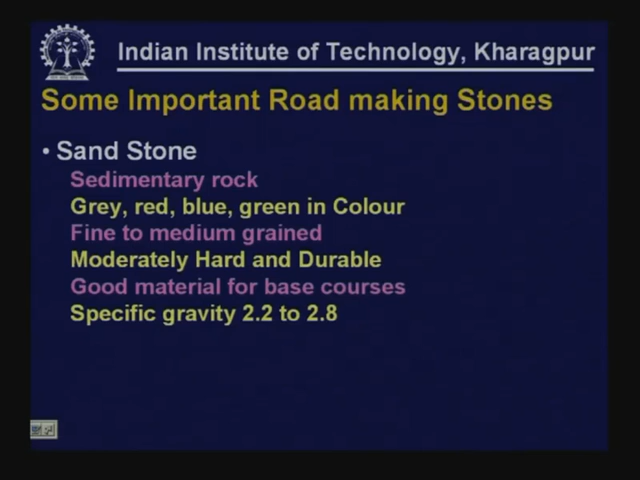 Indian Institute of Technology, Kharagpur
Some Important Road making Stones
• Sand Stone
Sedimentary rock
Grey, red, blue, green in Colour
Fine to medium grained
Moderately Hard and Durable
Good material for base courses
Specific gravity 2.2 to 2.8